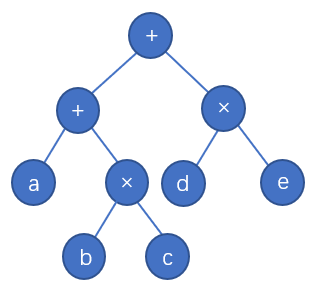 +
+ ×
a × d e
b c